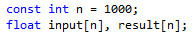 const int n = 1000;
float input[n], result[n];